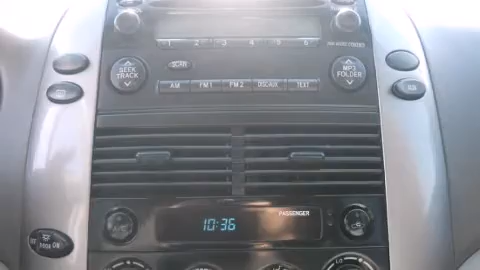 1 2 3 4 5 6
SEEK TRACK
SCAN
MP3 FOLDER
AM FM1 FM2 DISC·AUX TEXT
10:36
PASSENGER
A/C
Lo